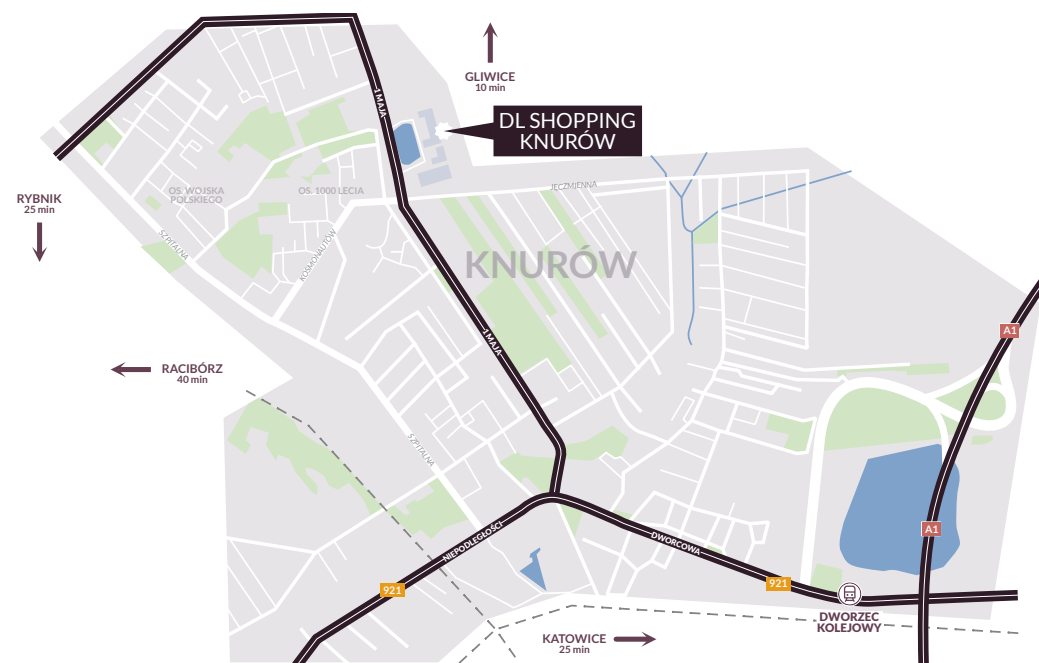 GLIWICE
10 min
1 MAJA
DL SHOPPING
KNURÓW
OS. WOJSKA
POLSKIEGO
OS. 1000 LECIA
JĘCZMIENNA
RYBNIK
25 min
SZPITALNA
KOSMONAUTÓW
KNURÓW
A1
1 MAJA
RACIBÓRZ
40 min
SZPITALNA
A1
NIEPODLEGŁOŚCI
DWORCOWA
921
921
DWORZEC
KOLEJOWY
KATOWICE
25 min